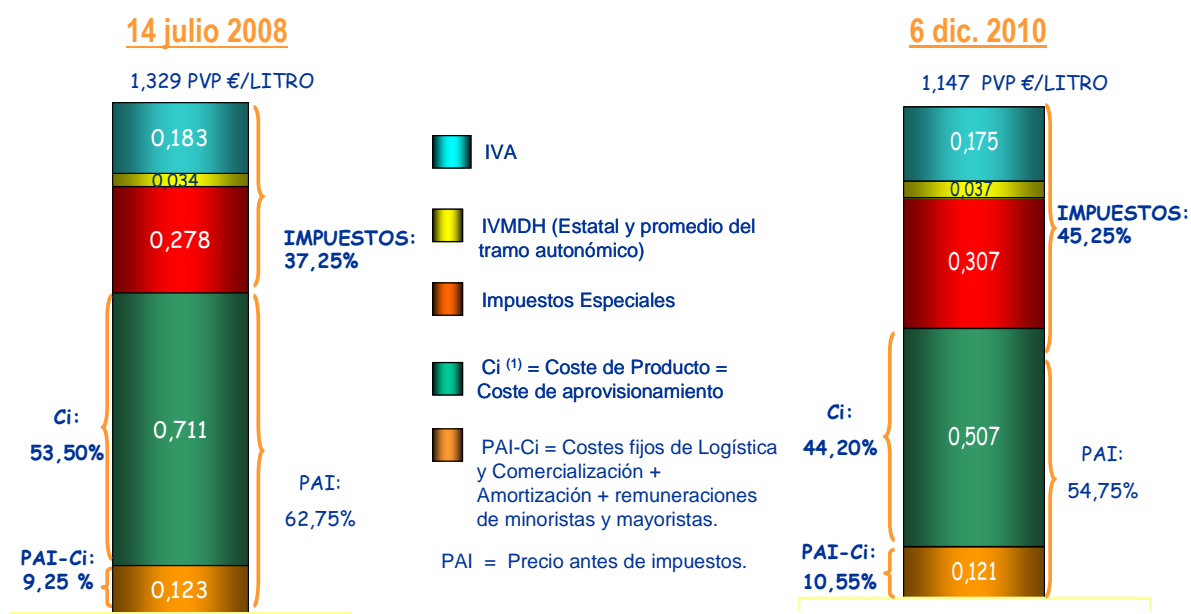 14 julio 2008
1,329 PVP €/LITRO
0,183
0,034
0,278
0,711
0,123
IMPUESTOS:
37,25%
Ci:
53,50%
PAI:
62,75%
PAI-Ci:
9,25 %
IVA
IVMDH (Estatal y promedio del
tramo autonómico)
Impuestos Especiales
Ci (1) = Coste de Producto =
Coste de aprovisionamiento
PAI-Ci = Costes fijos de Logística
y Comercialización +
Amortización + remuneraciones
de minoristas y mayoristas.
PAI = Precio antes de impuestos.
6 dic. 2010
1,147 PVP €/LITRO
0,175
0,037
0,307
0,507
0,121
IMPUESTOS:
45,25%
Ci:
44,20%
PAI:
54,75%
PAI-Ci:
10,55%